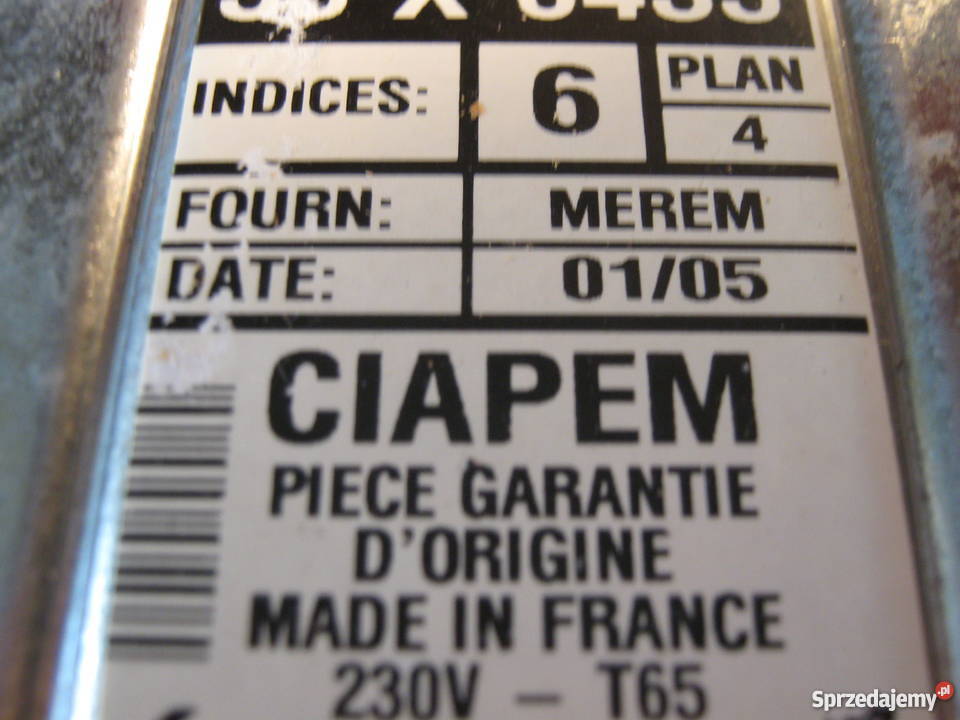 INDICES: 6 PLAN
4
FOURN: MEREM
DATE: 01/05
CIAPEM
PIECE GARANTIE
D'ORIGINE
MADE IN FRANCE
230V – T65
Sprzedajemy.pl